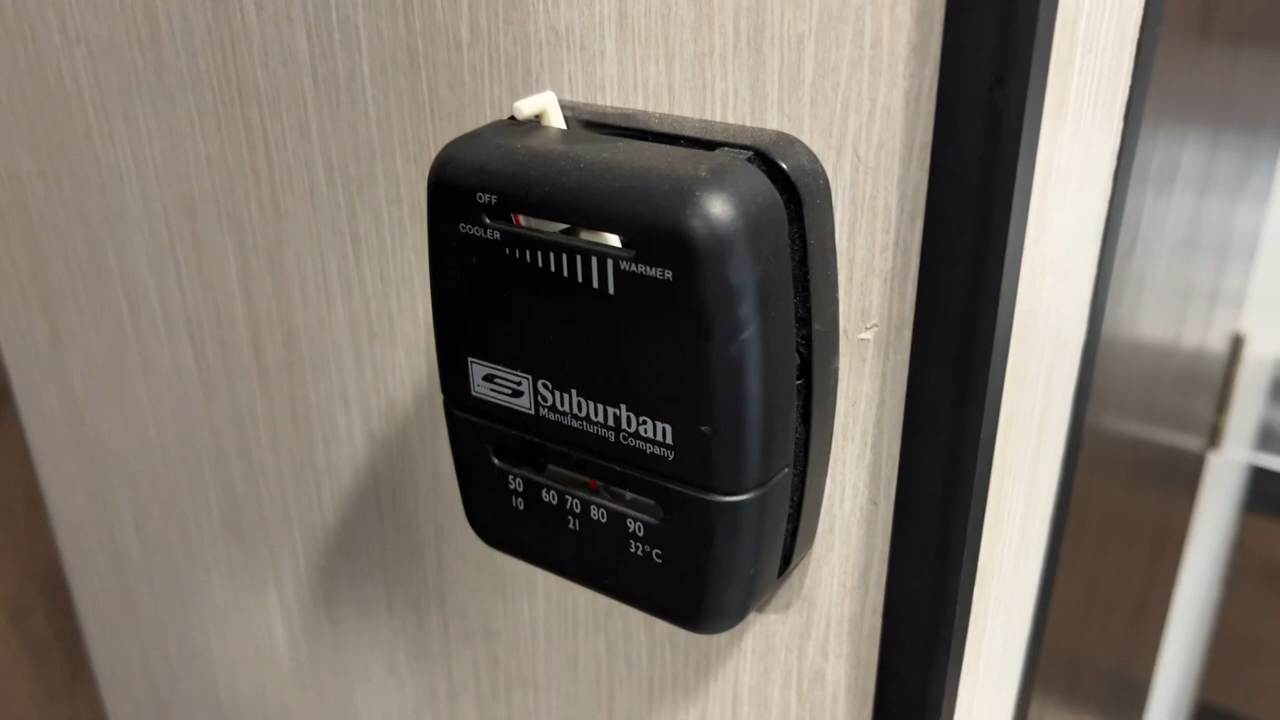 OFF
COOLER
WARMER
S Suburban
Manufacturing Company
50 60 70 80 90
10 21 32°C